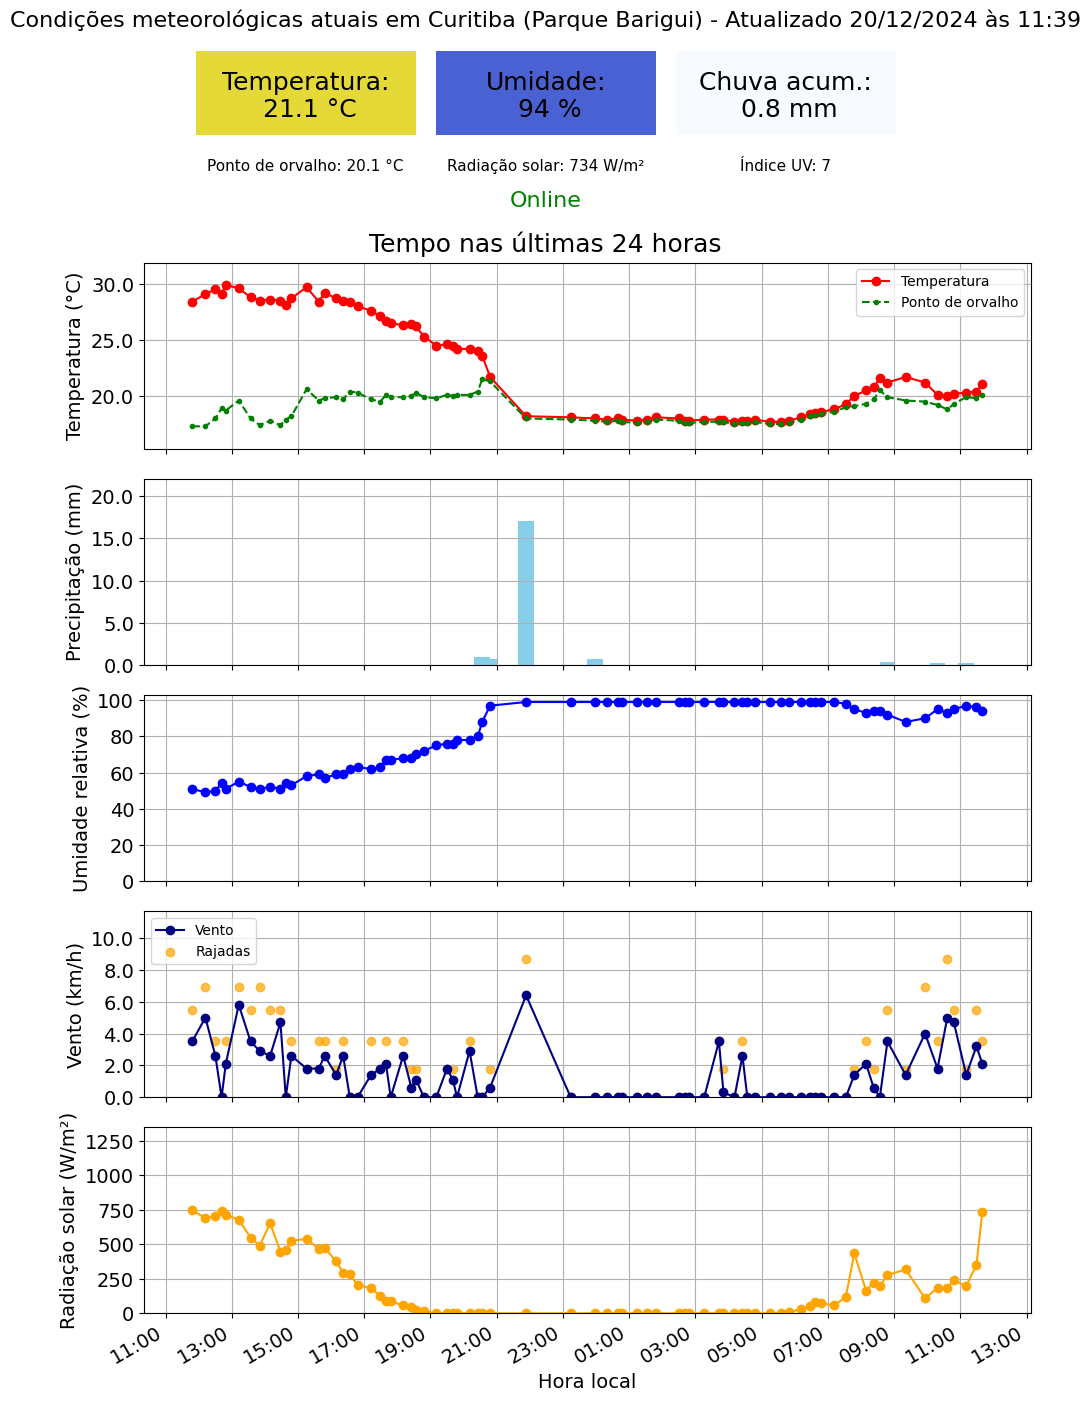 Condições meteorológicas atuais em Curitiba (Parque Barigui) - Atualizado 20/12/2024 às 11:39
Temperatura:
21.1 °C
Umidade:
94 %
Chuva acum.:
0.8 mm
Ponto de orvalho: 20.1 °C
Radiação solar: 734 W/m²
Índice UV: 7
Online
Tempo nas últimas 24 horas
Temperatura (°C)
30.0
25.0
20.0
Temperatura
Ponto de orvalho
Precipitação (mm)
20.0
15.0
10.0
5.0
0.0
Umidade relativa (%)
100
80
60
40
20
0
Vento (km/h)
10.0
8.0
6.0
4.0
2.0
0.0
Vento
Rajadas
Radiação solar (W/m²)
1250
1000
750
500
250
0
11:00 13:00 15:00 17:00 19:00 21:00 23:00 01:00 03:00 05:00 07:00 09:00 11:00 13:00
Hora local